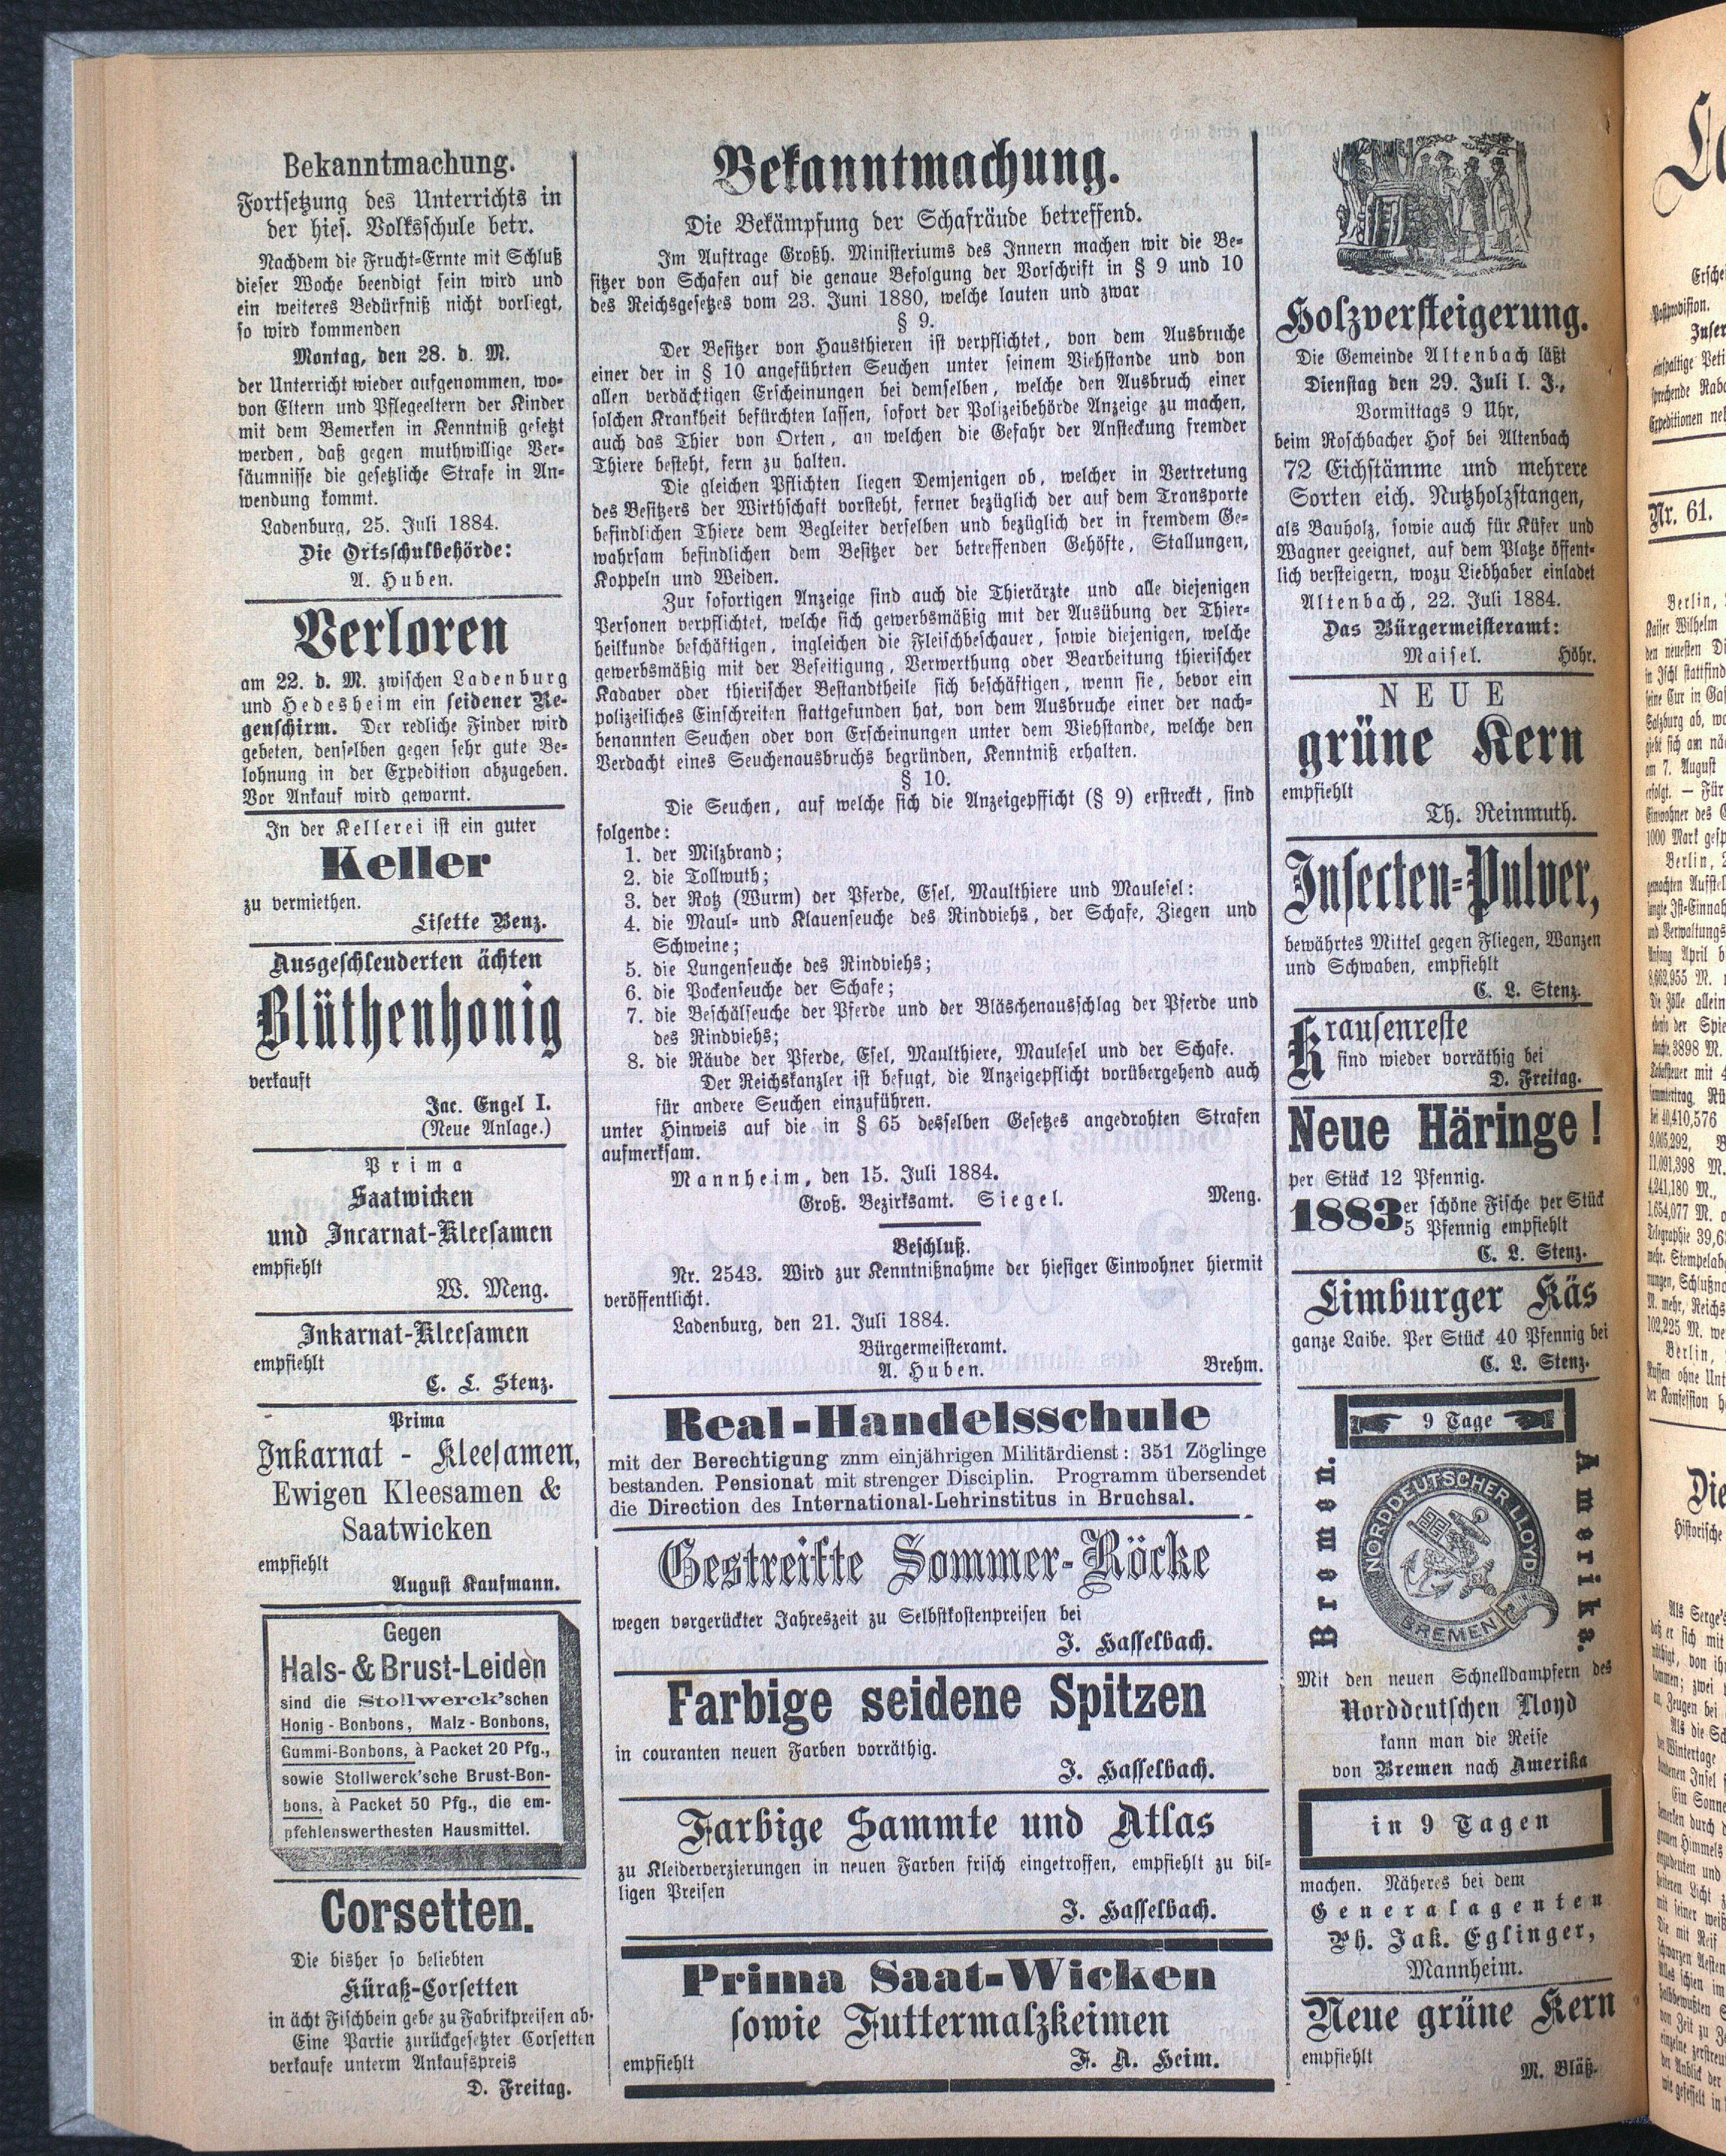 Bekanntmachung.
Fortsetzung des Unterrichts in
der hies. Volksschule betr.
Nachdem die Frucht-Ernte mit Schluß
dieser Woche beendigt sein wird und
ein weiteres Bedürfniß nicht vorliegt,
so wird kommenden
Montag, den 28. d. M.
der Unterricht wieder aufgenommen, wo-
von Eltern und Pflegeeltern der Kinder
mit dem Bemerken in Kenntniß gesetzt
werden, daß gegen muthwillige Ver-
säumnisse die gesetzliche Strafe in An-
wendung kommt.
Ladenburg, 25. Juli 1884.
Die Ortsschulbehörde:
A. Huben.
Verloren
am 22. d. M. zwischen Ladenburg
und Hedesheim ein seidener Re-
genschirm. Der redliche Finder wird
gebeten, denselben gegen sehr gute Be-
lohnung in der Expedition abzugeben.
Vor Ankauf wird gewarnt.
In der Kellerei ist ein guter
Keller
zu vermiethen.
Lisette Benz.
Ausgeschleuderten ächten
Blüthenhonig
verkauft
Jac. Engel I.
(Neue Anlage.)
Prima
Saatwicken
und Incarnat-Kleesamen
empfiehlt
W. Meng.
Inkarnat-Kleesamen
empfiehlt
C. L. Stenz.
Prima
Inkarnat - Kleesamen,
Ewigen Kleesamen &
Saatwicken
empfiehlt
August Kaufmann.
Gegen
Hals- & Brust-Leiden
sind die Stollwerck'schen
Honig - Bonbons, Malz - Bonbons,
Gummi-Bonbons, à Packet 20 Pfg.,
sowie Stollwerck'sche Brust-Bon-
bons, à Packet 50 Pfg., die em-
pfehlenswerthesten Hausmittel.
Corsetten.
Die bisher so beliebten
Küraß-Corsetten
in ächt Fischbein gebe zu Fabrikpreisen ab.
Eine Partie zurückgesetzter Corsetten
verkaufe unterm Ankaufspreis
D. Freitag.
Bekanntmachung.
Die Bekämpfung der Schafräude betreffend.
Im Auftrage Großh. Ministeriums des Innern machen wir die Be-
sitzer von Schafen auf die genaue Befolgung der Vorschrift in § 9 und 10
des Reichsgesetzes vom 23. Juni 1880, welche lauten und zwar
§ 9.
Der Besitzer von Hausthieren ist verpflichtet, von dem Ausbruche
einer der in § 10 angeführten Seuchen unter seinem Viehstande und von
allen verdächtigen Erscheinungen bei demselben, welche den Ausbruch einer
solchen Krankheit befürchten lassen, sofort der Polizeibehörde Anzeige zu machen,
auch das Thier von Orten, an welchen die Gefahr der Ansteckung fremder
Thiere besteht, fern zu halten.
Die gleichen Pflichten liegen Demjenigen ob, welcher in Vertretung
des Besitzers der Wirthschaft vorsteht, ferner bezüglich der auf dem Transporte
befindlichen Thiere dem Begleiter derselben und bezüglich der in fremdem Ge-
wahrsam befindlichen dem Besitzer der betreffenden Gehöfte, Stallungen,
Koppeln und Weiden.
Zur sofortigen Anzeige sind auch die Thierärzte und alle diejenigen
Personen verpflichtet, welche sich gewerbsmäßig mit der Ausübung der Thier-
heilkunde beschäftigen, ingleichen die Fleischbeschauer, sowie diejenigen, welche
gewerbsmäßig mit der Beseitigung, Verwerthung oder Bearbeitung thierischer
Kadaver oder thierischer Bestandtheile sich beschäftigen, wenn sie, bevor ein
polizeiliches Einschreiten stattgefunden hat, von dem Ausbruche einer der nach-
benannten Seuchen oder von Erscheinungen unter dem Viehstande, welche den
Verdacht eines Seuchenausbruchs begründen, Kenntniß erhalten.
§ 10.
Die Seuchen, auf welche sich die Anzeigepflicht (§ 9) erstreckt, sind
folgende:
1. der Milzbrand;
2. die Tollwuth;
3. der Rotz (Wurm) der Pferde, Esel, Maulthiere und Maulesel:
4. die Maul- und Klauenseuche des Rindviehs, der Schafe, Ziegen und
Schweine;
5. die Lungenseuche des Rindviehs;
6. die Pockenseuche der Schafe;
7. die Beschälseuche der Pferde und der Bläschenausschlag der Pferde und
des Rindviehs;
8. die Räude der Pferde, Esel, Maulthiere, Maulesel und der Schafe.
Der Reichskanzler ist befugt, die Anzeigepflicht vorübergehend auch
für andere Seuchen einzuführen.
unter Hinweis auf die in § 65 desselben Gesetzes angedrohten Strafen
aufmerksam.
Mannheim, den 15. Juli 1884.
Groß. Bezirksamt. Siegel. Meng.
Beschluß.
Nr. 2543. Wird zur Kenntnißnahme der hiesiger Einwohner hiermit
veröffentlicht.
Ladenburg, den 21. Juli 1884.
Bürgermeisteramt.
A. Huben. Brehm.
Real-Handelsschule
mit der Berechtigung znm einjährigen Militärdienst: 351 Zöglinge
bestanden. Pensionat mit strenger Disciplin. Programm übersendet
die Direction des International-Lehrinstitus in Bruchsal.
Gestreifte Sommer-Röcke
wegen vorgerückter Jahreszeit zu Selbstkostenpreisen bei
J. Hasselbach.
Farbige seidene Spitzen
in couranten neuen Farben vorräthig.
J. Hasselbach.
Farbige Sammte und Atlas
zu Kleiderverzierungen in neuen Farben frisch eingetroffen, empfiehlt zu bil-
ligen Preisen
J. Hasselbach.
Prima Saat-Wicken
sowie Futtermalzkeimen
empfiehlt F. A. Heim.
Holzversteigerung.
Die Gemeinde Altenbach läßt
Dienstag den 29. Juli l. J.,
Vormittags 9 Uhr,
beim Roschbacher Hof bei Altenbach
72 Eichstämme und mehrere
Sorten eich. Nutzholzstangen,
als Bauholz, sowie auch für Küfer und
Wagner geeignet, auf dem Platze öffent-
lich versteigern, wozu Liebhaber einladet
Altenbach, 22. Juli 1884.
Das Bürgermeisteramt:
Maisel. Höhr.
NEUE
grüne Kern
empfiehlt
Th. Reinmuth.
Insecten-Pulver,
bewährtes Mittel gegen Fliegen, Wanzen
und Schwaben, empfiehlt
C. L. Stenz.
Krausenreste
sind wieder vorräthig bei
D. Freitag.
Neue Häringe!
per Stück 12 Pfennig.
1883er schöne Fische per Stück
5 Pfennig empfiehlt
C. L. Stenz.
Limburger Käs
ganze Laibe. Per Stück 40 Pfennig bei
C. L. Stenz.
9 Tage
Bremen.
NORDDEUTSCHER LLOYD
BREMEN
Amerika.
Mit den neuen Schnelldampfern des
Norddeutschen Lloyd
kann man die Reise
von Bremen nach Amerika
in 9 Tagen
machen. Näheres bei dem
Generalagenten
Ph. Jak. Eglinger,
Mannheim.
Neue grüne Kern
empfiehlt
M. Bläß.
Nr. 61.
Berlin,
Kaiser Wilhelm
Berlin,
Berlin,
Die